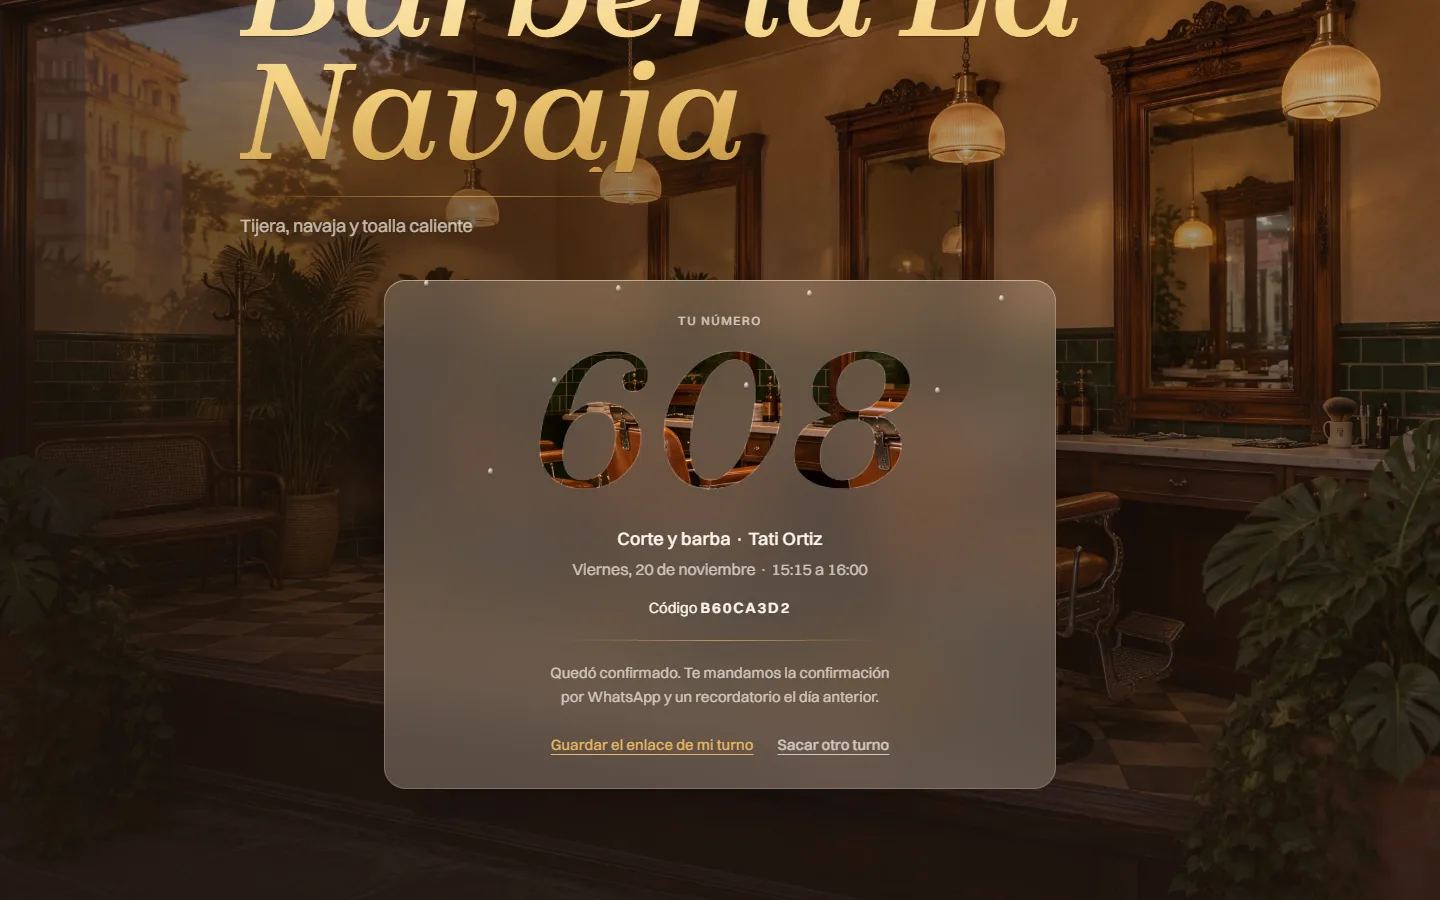 Barbería La
Navaja
Tijera, navaja y toalla caliente
TU NÚMERO
608
Corte y barba · Tati Ortiz
Viernes, 20 de noviembre · 15:15 a 16:00
Código B60CA3D2
Quedó confirmado. Te mandamos la confirmación
por WhatsApp y un recordatorio el día anterior.
Guardar el enlace de mi turno Sacar otro turno